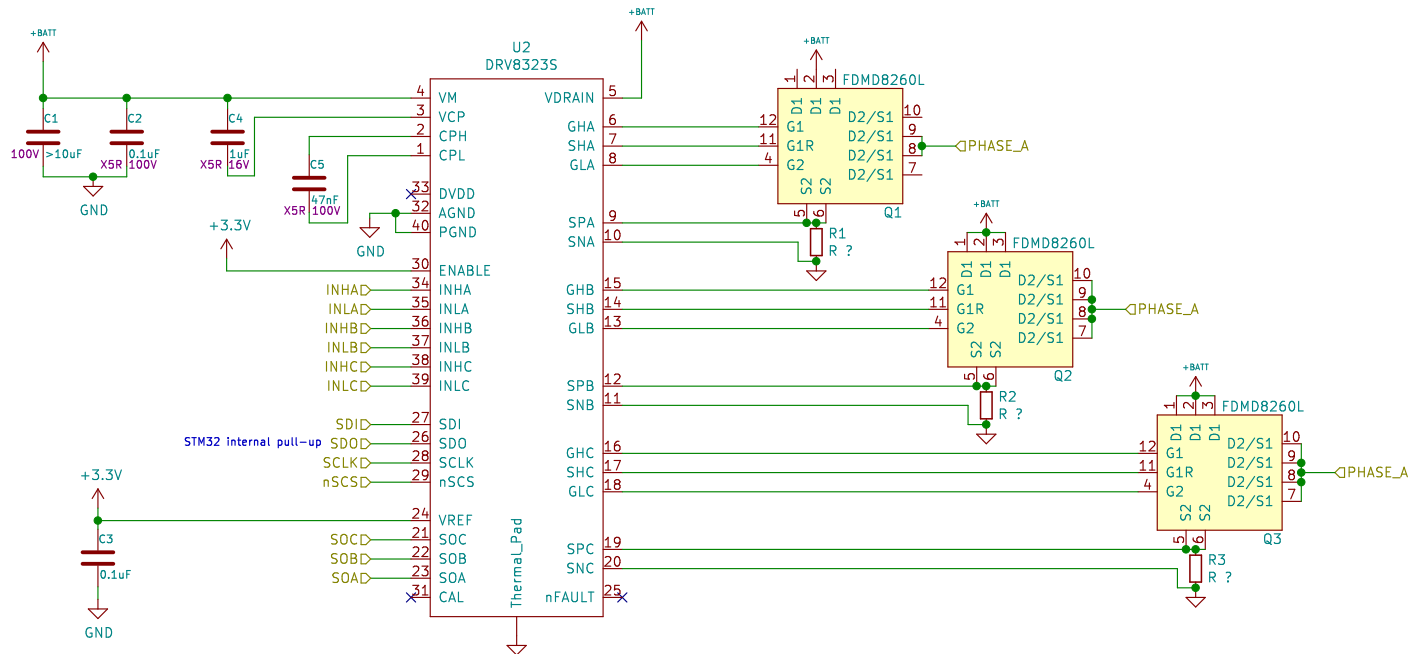 +BATT
C1
100V >10uF
C2
0.1uF
X5R 100V
C4
1uF
X5R 16V
C5
47nF
X5R 100V
GND
GND
+3.3V
U2
DRV8323S
4 VM
3 VCP
2 CPH
1 CPL
33 DVDD
32 AGND
40 PGND
30 ENABLE
INHA 34 INHA
INLA 35 INLA
INHB 36 INHB
INLB 37 INLB
INHC 38 INHC
INLC 39 INLC
SDI 27 SDI
STM32 internal pull-up SDO 26 SDO
SCLK 28 SCLK
nSCS 29 nSCS
+3.3V
24 VREF
SOC 21 SOC
SOB 22 SOB
SOA 23 SOA
31 CAL
C3
0.1uF
GND
Thermal_Pad
+BATT
VDRAIN 5
GHA 6
SHA 7
GLA 8
SPA 9
SNA 10
GHB 15
SHB 14
GLB 13
SPB 12
SNB 11
GHC 16
SHC 17
GLC 18
SPC 19
SNC 20
nFAULT 25
+BATT
1 2 3
FDMD8260L
D1 D1 D1
12 G1
11 G1R
4 G2
D2/S1 10
D2/S1 9
D2/S1 8
D2/S1 7
S2 S2
5 6
Q1
PHASE_A
R1
R ?
+BATT
1 2 3
FDMD8260L
D1 D1 D1
12 G1
11 G1R
4 G2
D2/S1 10
D2/S1 9
D2/S1 8
D2/S1 7
S2 S2
5 6
Q2
PHASE_A
R2
R ?
+BATT
1 2 3
FDMD8260L
D1 D1 D1
12 G1
11 G1R
4 G2
D2/S1 10
D2/S1 9
D2/S1 8
D2/S1 7
S2 S2
5 6
Q3
PHASE_A
R3
R ?